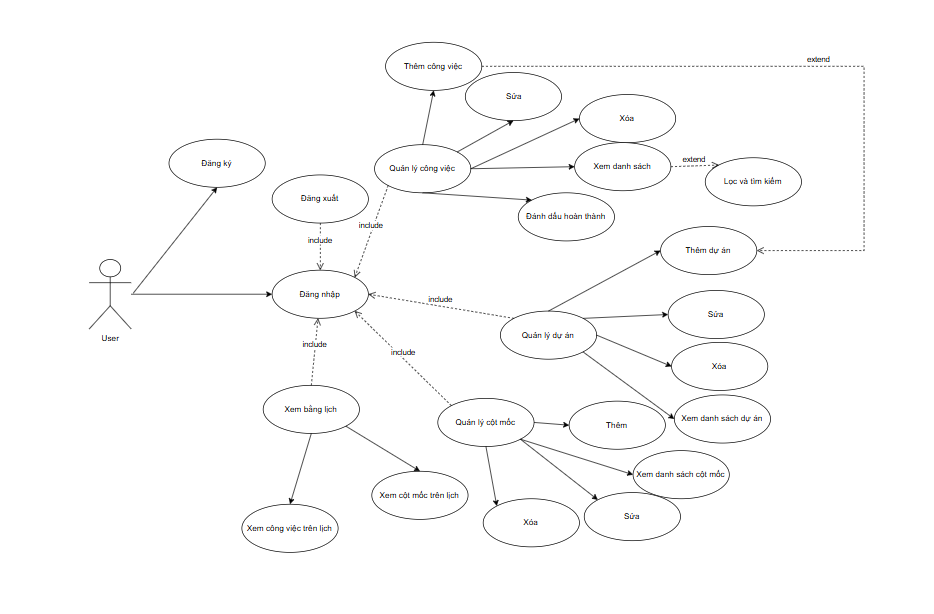 extend
Thêm công việc
Sửa
Xóa
Đăng ký
Quản lý công việc
Xem danh sách
extend
Lọc và tìm kiếm
Đăng xuất
Đánh dấu hoàn thành
include
include
Thêm dự án
Đăng nhập
include
Sửa
User
Quản lý dự án
include
include
Xóa
Xem bảng lịch
Quản lý cột mốc
Thêm
Xem danh sách dự án
Xem danh sách cột mốc
Xem cột mốc trên lịch
Xem công việc trên lịch
Xóa
Sửa